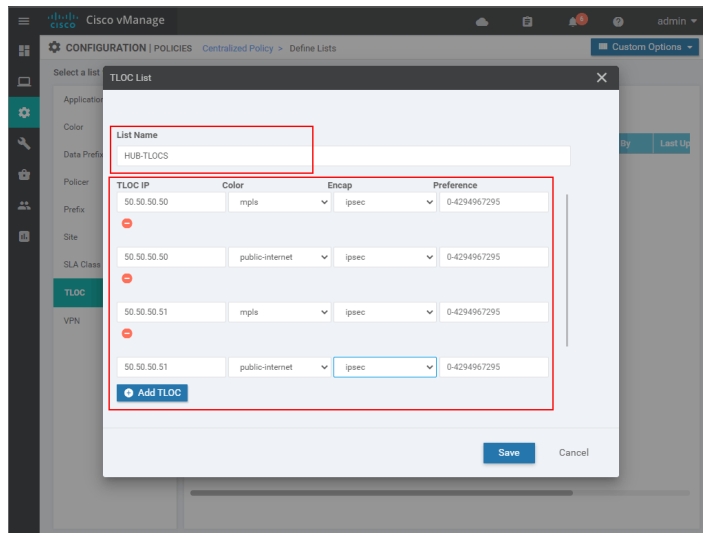 CISCO
Cisco vManage
admin
CONFIGURATION | POLICIES Centralized Policy > Define Lists
Custom Options
Select a list
TLOC List
Application
Color
Data Prefix
Policer
Prefix
Site
SLA Class
TLOC
VPN
By Last Up
List Name
HUB-TLOCS
TLOC IP Color Encap Preference
50.50.50.50 mpls ipsec 0-4294967295
50.50.50.50 public-internet ipsec 0-4294967295
50.50.50.51 mpls ipsec 0-4294967295
50.50.50.51 public-internet ipsec 0-4294967295
Add TLOC
Save Cancel